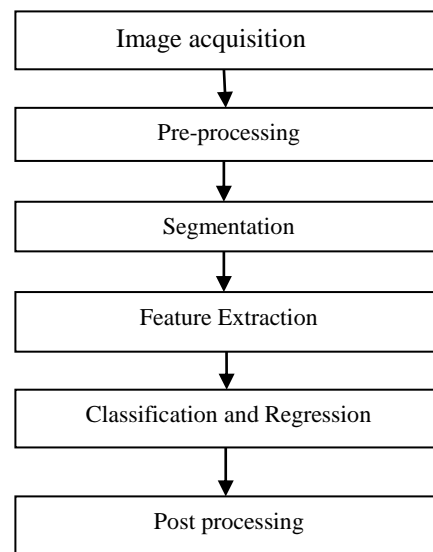 Image acquisition
Pre-processing
Segmentation
Feature Extraction
Classification and Regression
Post processing